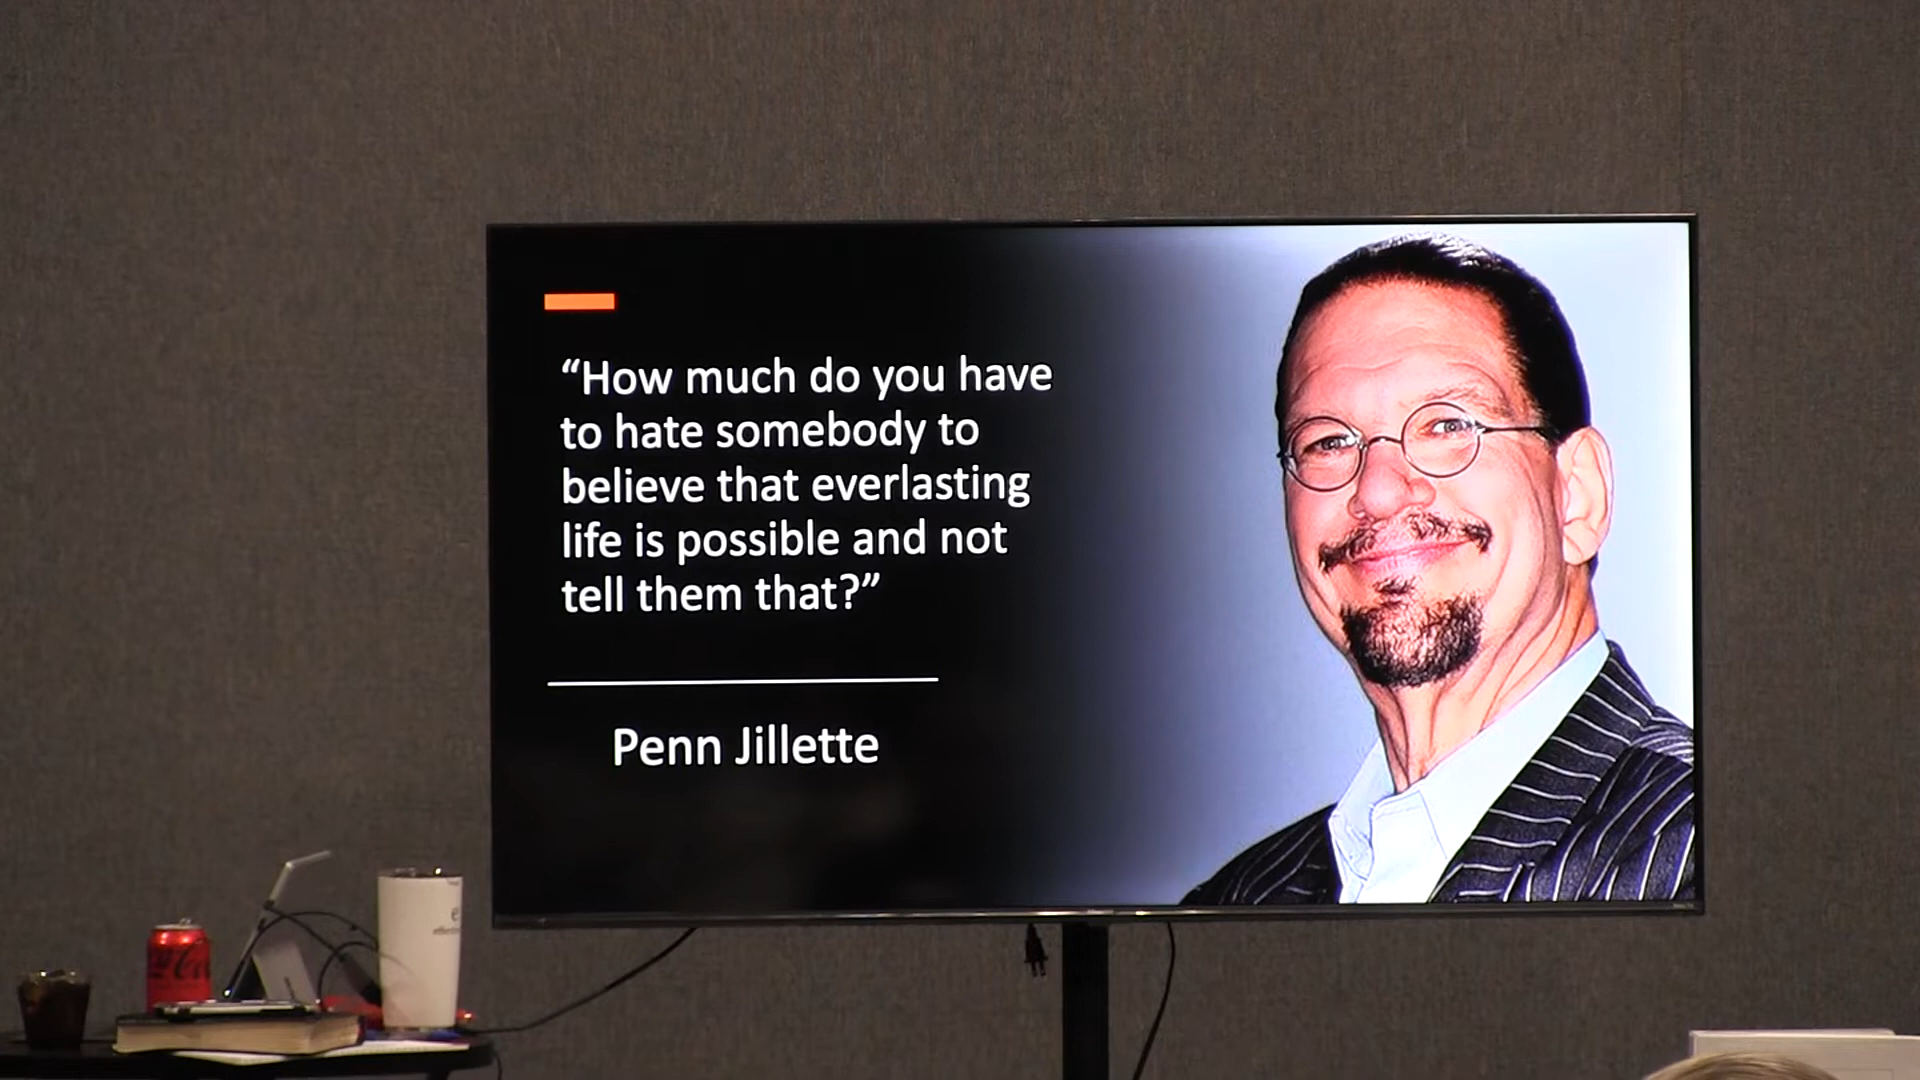 “How much do you have
to hate somebody to
believe that everlasting
life is possible and not
tell them that?”
Penn Jillette